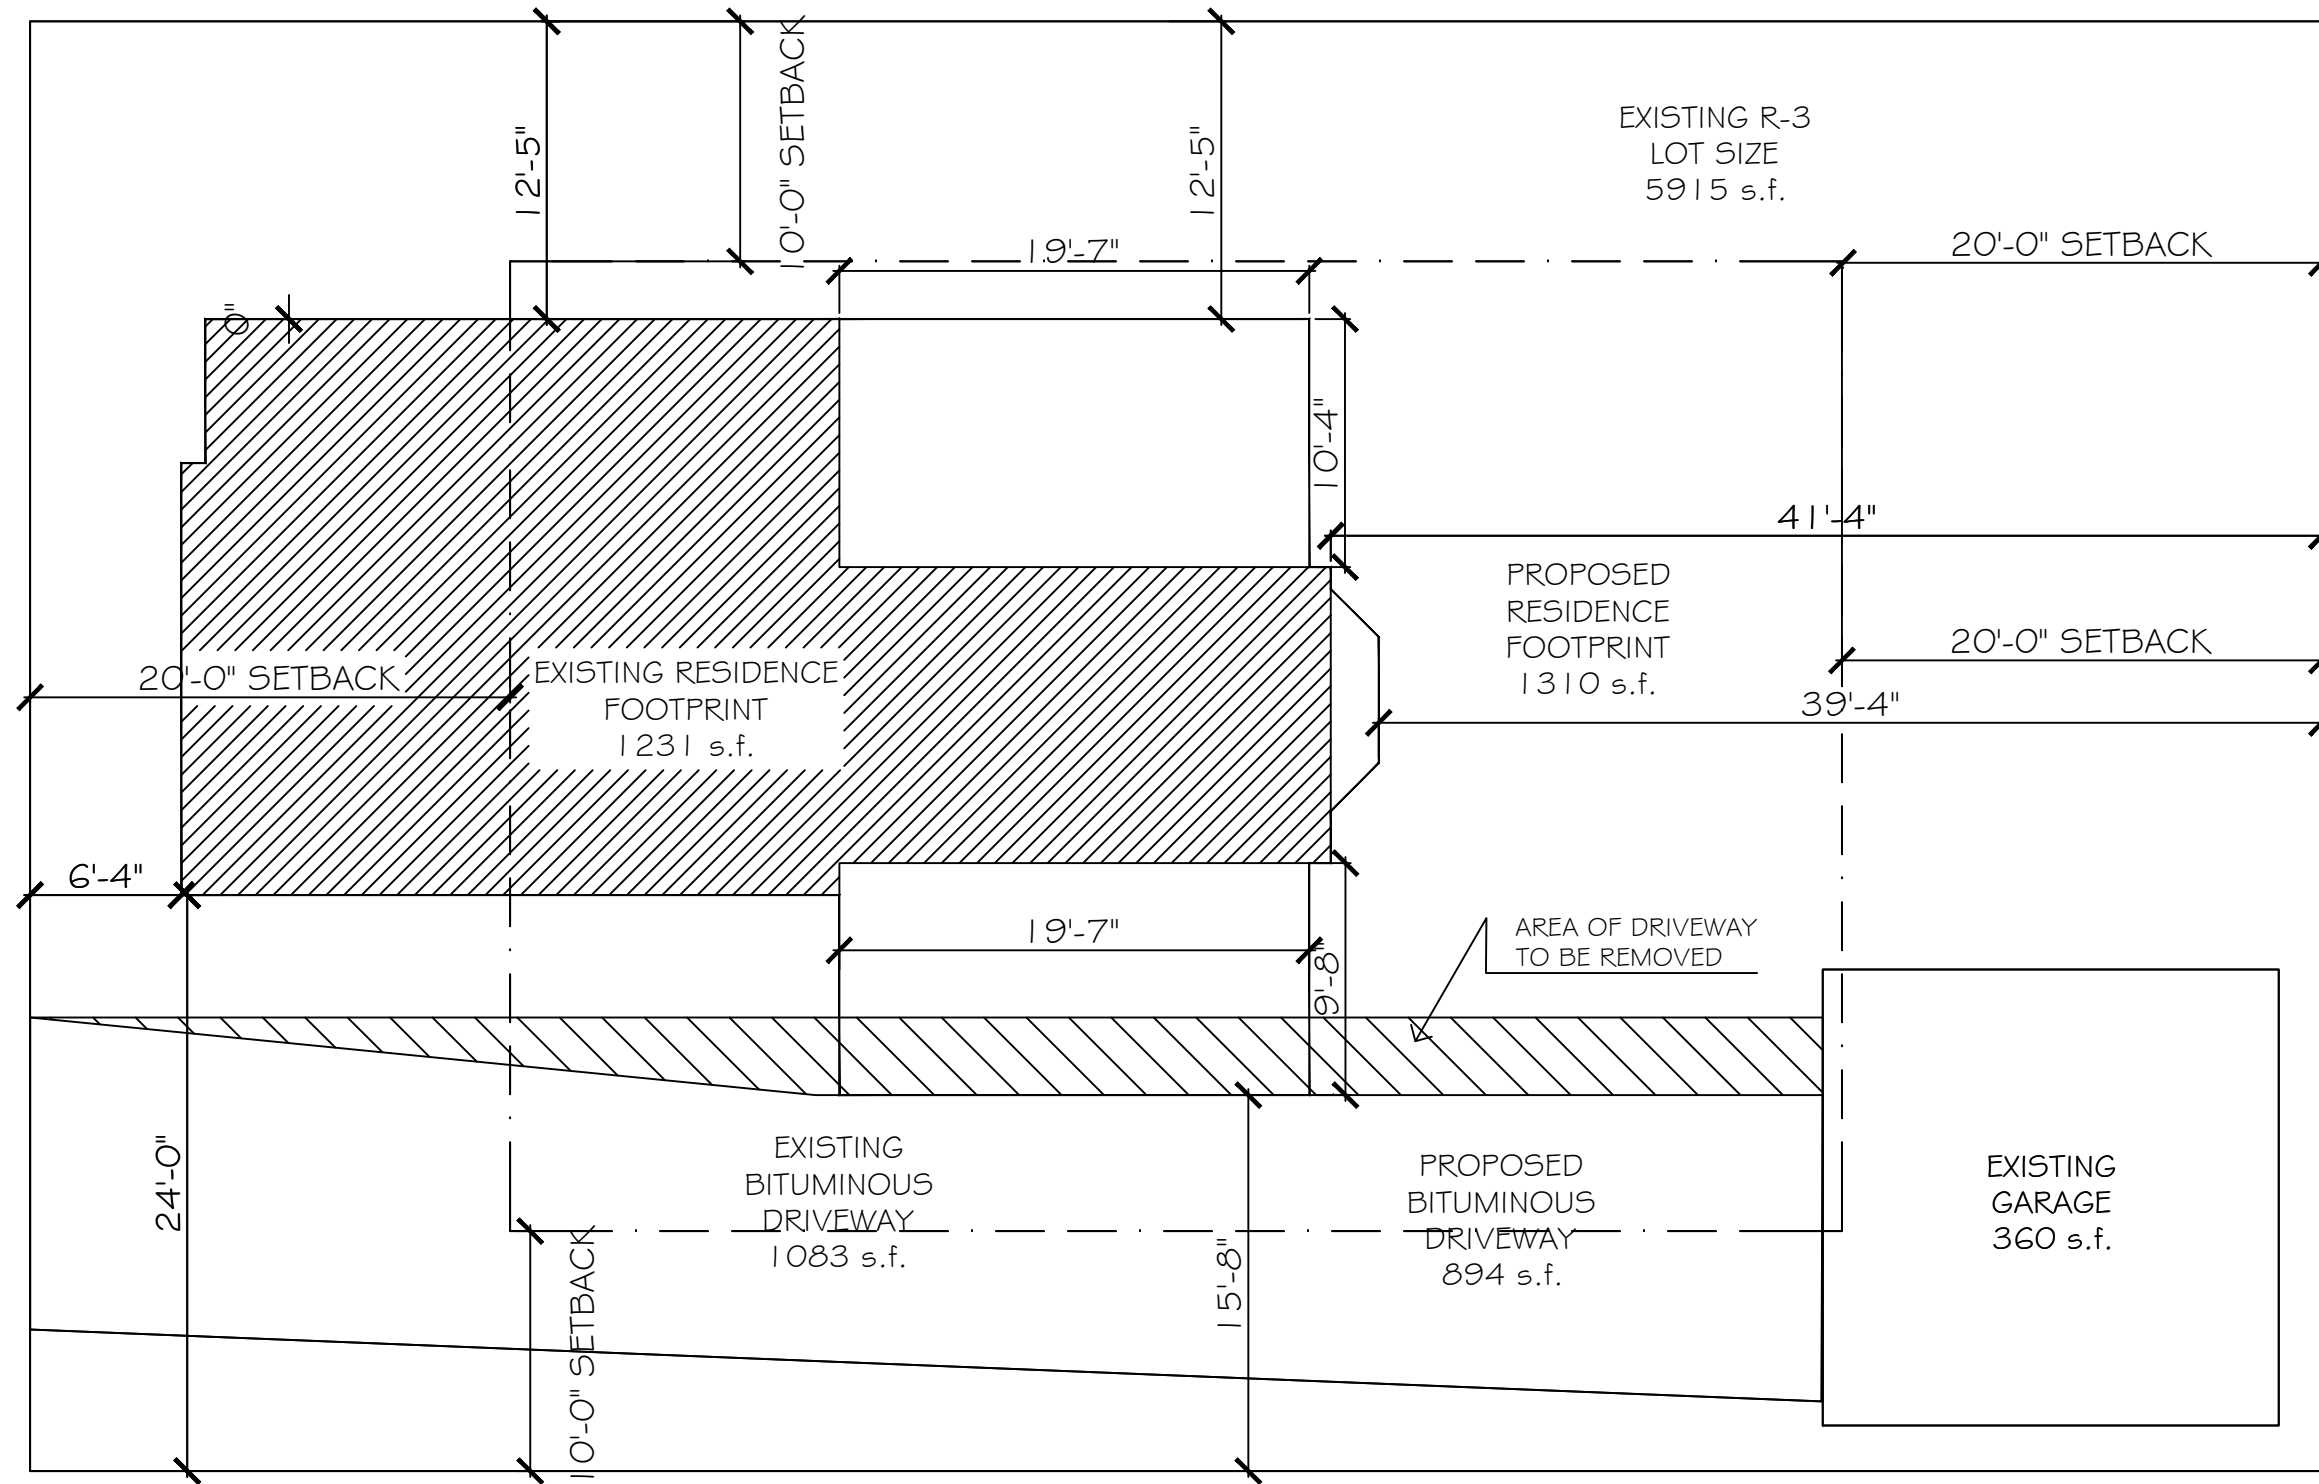 12'-5"
10'-0" SETBACK
12'-5"
EXISTING R-3
LOT SIZE
5915 s.f.
19'-7"
20'-0" SETBACK
0"
10'-4"
41'-4"
PROPOSED
RESIDENCE
FOOTPRINT
1310 s.f.
20'-0" SETBACK
20'-0" SETBACK
EXISTING RESIDENCE
FOOTPRINT
1231 s.f.
39'-4"
6'-4"
19'-7"
9'-8"
AREA OF DRIVEWAY
TO BE REMOVED
24'-0"
EXISTING
BITUMINOUS
DRIVEWAY
1083 s.f.
10'-0" SETBACK
15'-8"
PROPOSED
BITUMINOUS
DRIVEWAY
894 s.f.
EXISTING
GARAGE
360 s.f.